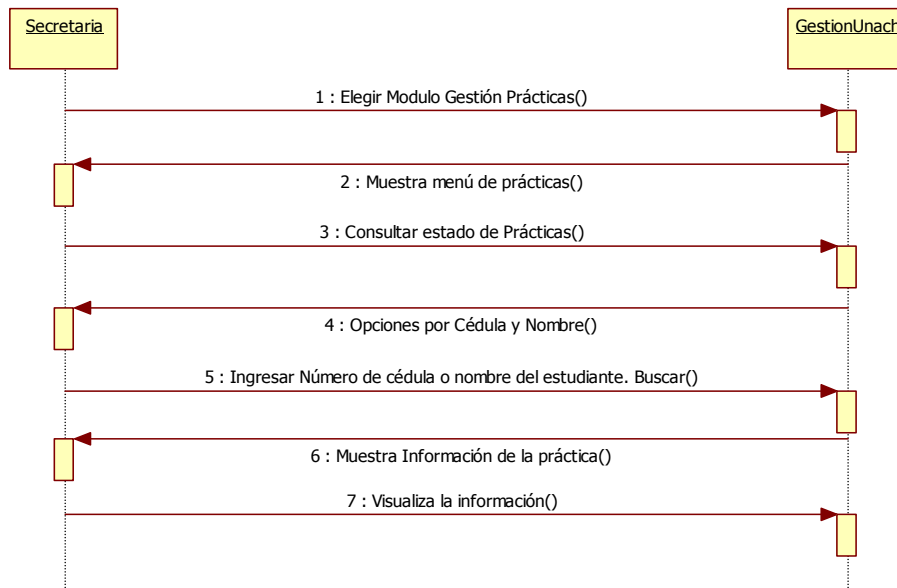 Secretaria
GestionUnach
1 : Elegir Modulo Gestión Prácticas()
2 : Muestra menú de prácticas()
3 : Consultar estado de Prácticas()
4 : Opciones por Cédula y Nombre()
5 : Ingresar Número de cédula o nombre del estudiante. Buscar()
6 : Muestra Información de la práctica()
7 : Visualiza la información()